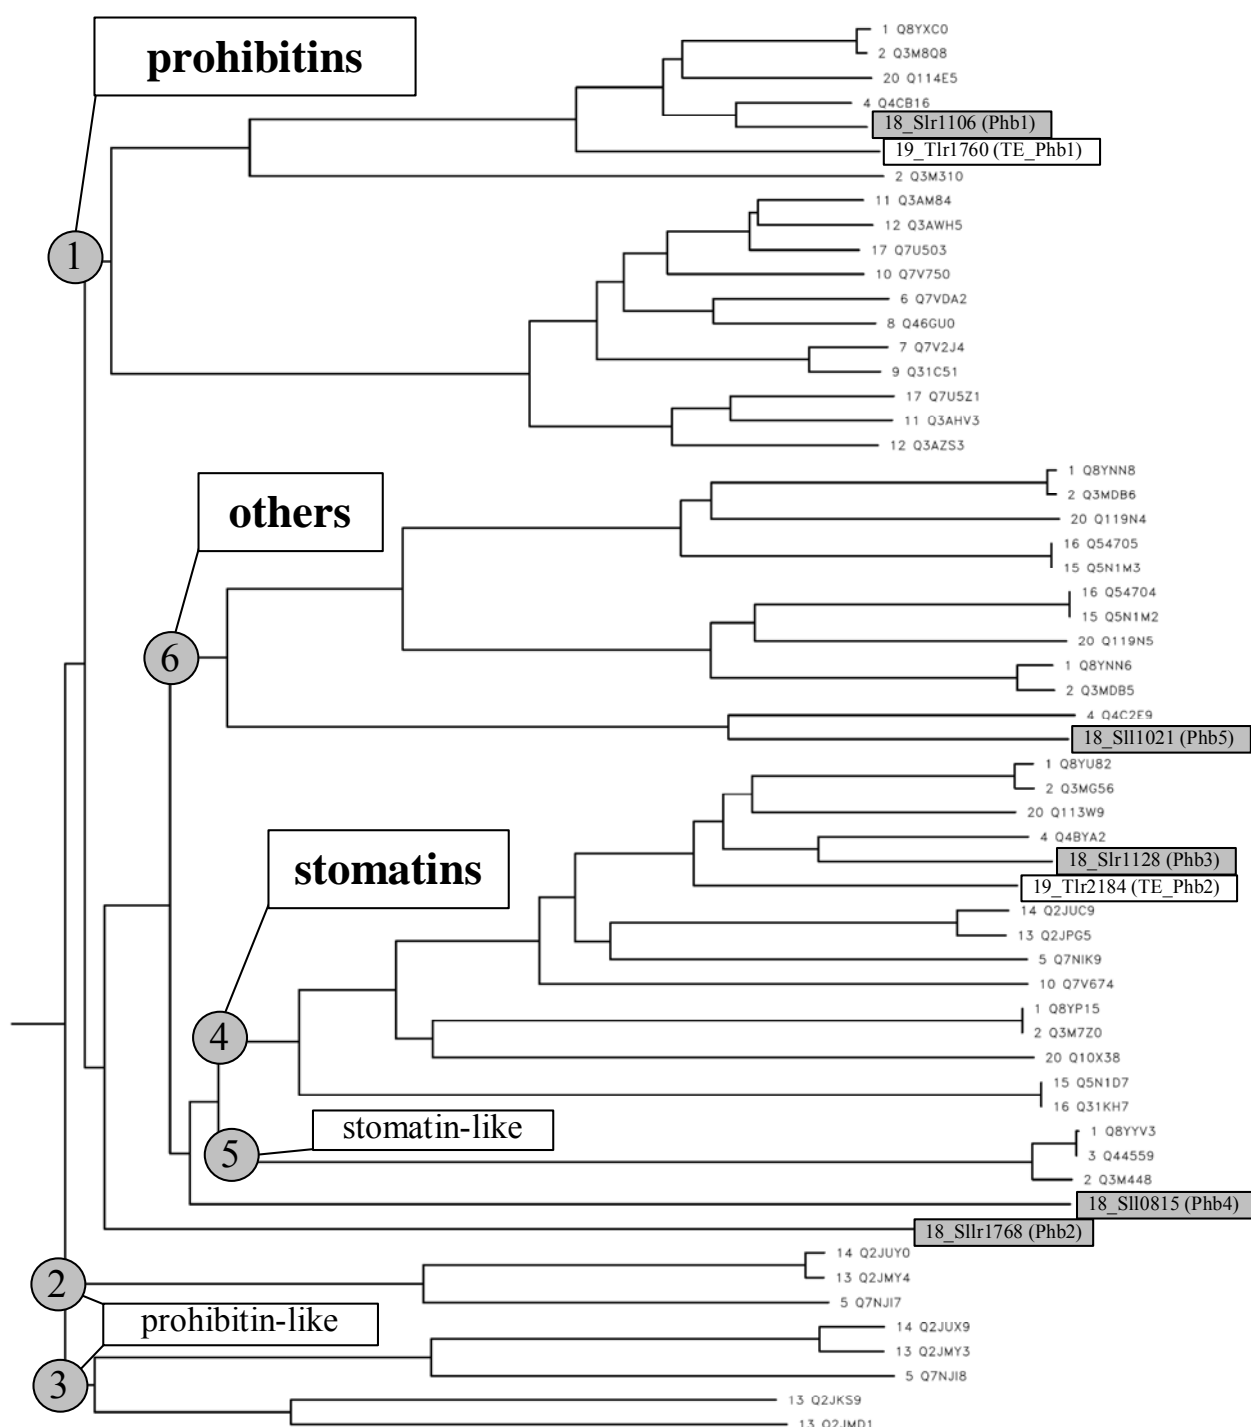 prohibitins
1 Q8YXC0
2 Q3M8Q8
20 Q114E5
4 Q4CB16
18_Slr1106 (Phb1)
19_Tlr1760 (TE_Phb1)
2 Q3M310
11 Q3AM84
12 Q3AWH5
1
17 Q7U503
10 Q7V750
6 Q7VDA2
8 Q46GU0
7 Q7V2J4
9 Q31C51
17 Q7U5Z1
11 Q3AHV3
12 Q3AZS3
others
1 Q8YNN8
2 Q3MDB6
20 Q119N4
16 Q54705
15 Q5N1M3
16 Q54704
15 Q5N1M2
20 Q119N5
6
1 Q8YNN6
2 Q3MDB5
4 Q4C2E9
18_Sll1021 (Phb5)
1 Q8YU82
2 Q3MG56
20 Q113W9
4 Q4BYA2
stomatins
18_Slr1128 (Phb3)
19_Tlr2184 (TE_Phb2)
14 Q2JUC9
13 Q2JPG5
5 Q7NIK9
10 Q7V674
1 Q8YP15
2 Q3M7Z0
4
20 Q10X38
15 Q5N1D7
16 Q31KH7
stomatin-like
1 Q8YYV3
3 Q44559
5
2 Q3M448
18_Sll0815 (Phb4)
18_Sllr1768 (Phb2)
14 Q2JUY0
13 Q2JMY4
2
5 Q7NJI7
prohibitin-like
14 Q2JUX9
13 Q2JMY3
5 Q7NJI8
3
13 Q2JKS9
13 Q2JMD1